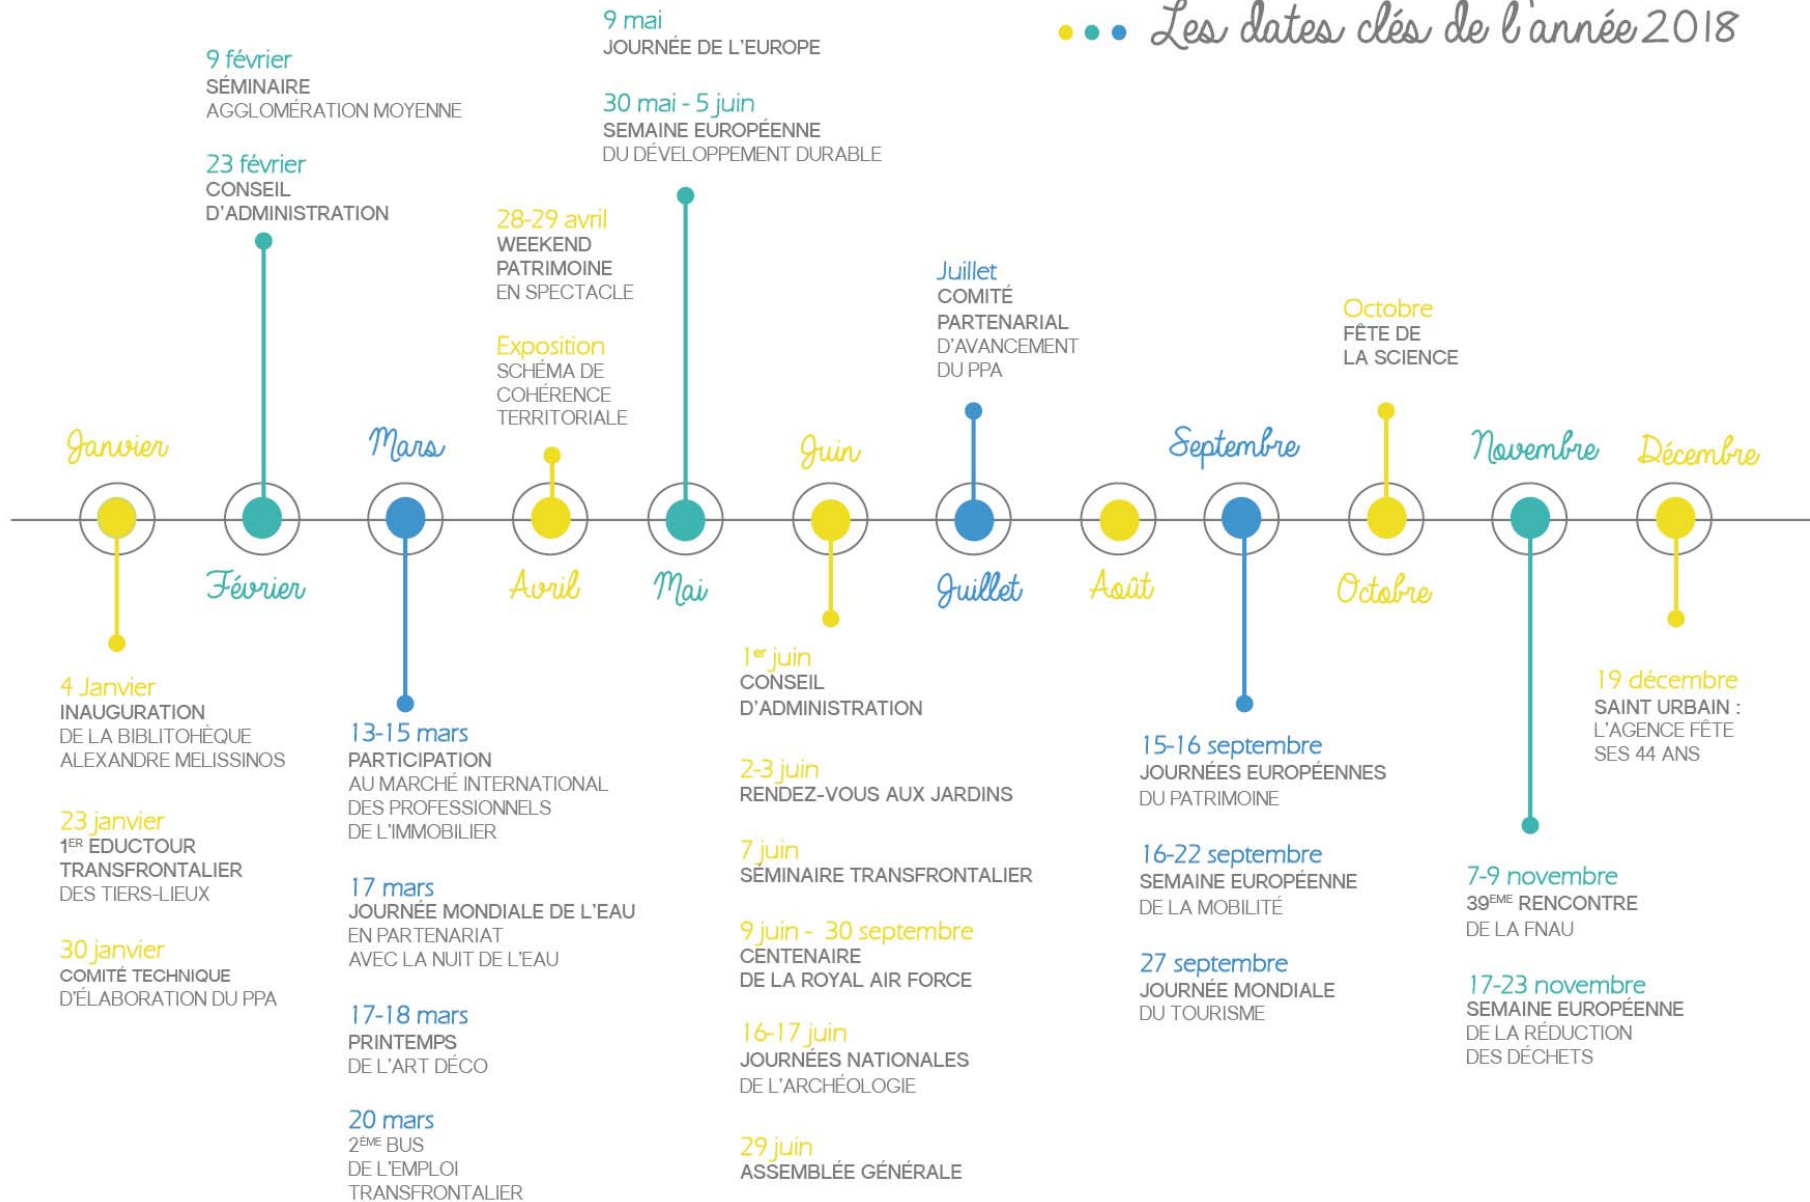 Les dates clés de l'année 2018
Janvier
4 Janvier
INAUGURATION
DE LA BIBLITOHÈQUE
ALEXANDRE MELISSINOS
23 janvier
1ER EDUCTOUR
TRANSFRONTALIER
DES TIERS-LIEUX
30 janvier
COMITÉ TECHNIQUE
D'ÉLABORATION DU PPA
9 février
SÉMINAIRE
AGGLOMÉRATION MOYENNE
23 février
CONSEIL
D'ADMINISTRATION
Février
Mars
13-15 mars
PARTICIPATION
AU MARCHÉ INTERNATIONAL
DES PROFESSIONNELS
DE L'IMMOBILIER
17 mars
JOURNÉE MONDIALE DE L'EAU
EN PARTENARIAT
AVEC LA NUIT DE L'EAU
17-18 mars
PRINTEMPS
DE L'ART DÉCO
20 mars
2ÈME BUS
DE L'EMPLOI
TRANSFRONTALIER
28-29 avril
WEEKEND
PATRIMOINE
EN SPECTACLE
Exposition
SCHÉMA DE
COHÉRENCE
TERRITORIALE
Avril
9 mai
JOURNÉE DE L'EUROPE
30 mai - 5 juin
SEMAINE EUROPÉENNE
DU DÉVELOPPEMENT DURABLE
Mai
Juin
1er juin
CONSEIL
D'ADMINISTRATION
2-3 juin
RENDEZ-VOUS AUX JARDINS
7 juin
SÉMINAIRE TRANSFRONTALIER
9 juin - 30 septembre
CENTENAIRE
DE LA ROYAL AIR FORCE
16-17 juin
JOURNÉES NATIONALES
DE L'ARCHÉOLOGIE
29 juin
ASSEMBLÉE GÉNÉRALE
Juillet
COMITÉ
PARTENARIAL
D'AVANCEMENT
DU PPA
Juillet
Août
Septembre
15-16 septembre
JOURNÉES EUROPÉENNES
DU PATRIMOINE
16-22 septembre
SEMAINE EUROPÉENNE
DE LA MOBILITÉ
27 septembre
JOURNÉE MONDIALE
DU TOURISME
Octobre
FÊTE DE
LA SCIENCE
Octobre
Novembre
7-9 novembre
39EME RENCONTRE
DE LA FNAU
17-23 novembre
SEMAINE EUROPÉENNE
DE LA RÉDUCTION
DES DÉCHETS
Décembre
19 décembre
SAINT URBAIN :
L'AGENCE FÊTE
SES 44 ANS